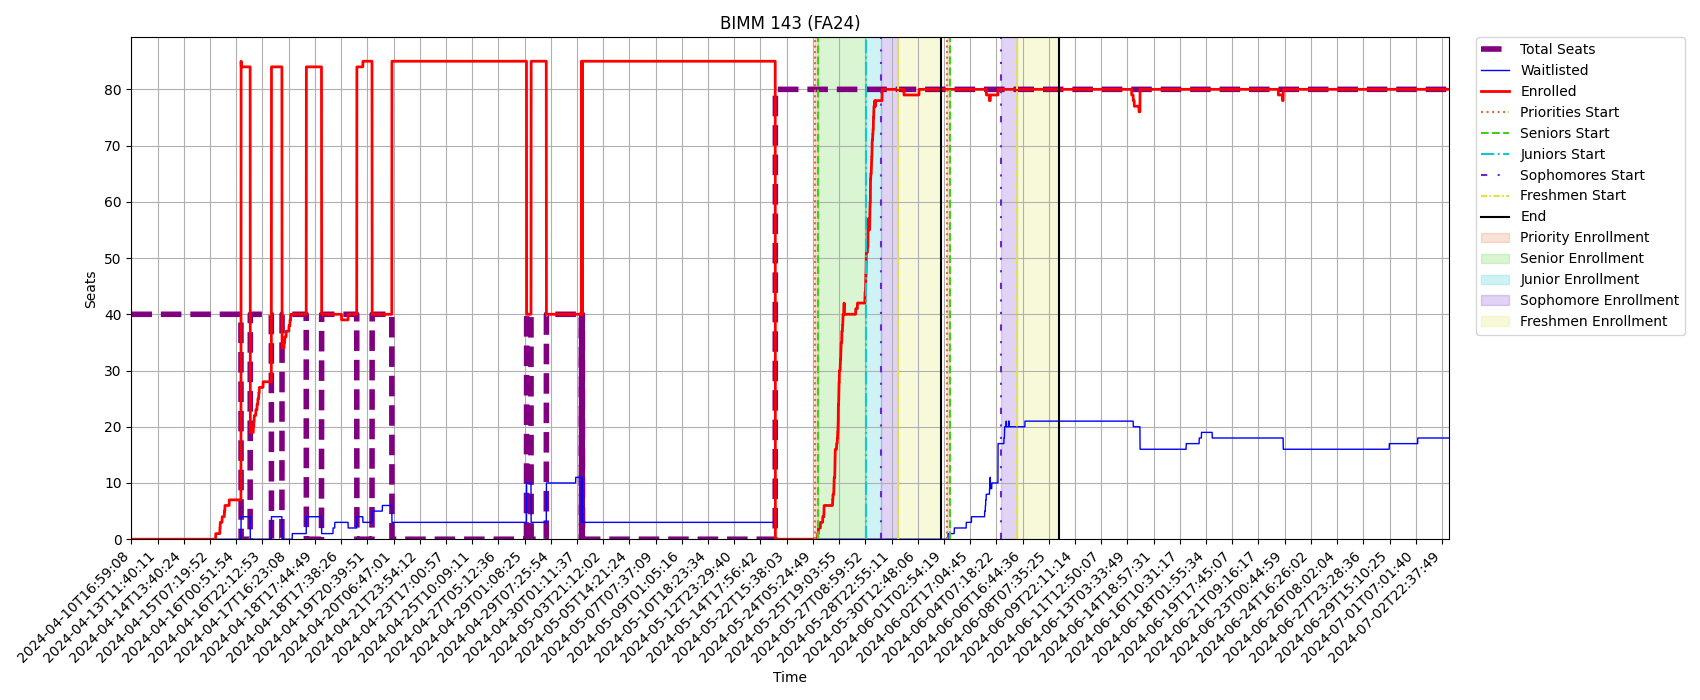 BIMM 143 (FA24)
Total Seats
Waitlisted
Enrolled
Priorities Start
Seniors Start
Juniors Start
Sophomores Start
Freshmen Start
End
Priority Enrollment
Senior Enrollment
Junior Enrollment
Sophomore Enrollment
Freshmen Enrollment
Seats
80
70
60
50
40
30
20
10
0
2024-04-10T16:59:08
2024-04-13T11:40:11
2024-04-14T13:40:24
2024-04-15T07:19:52
2024-04-16T00:51:54
2024-04-16T22:12:53
2024-04-17T16:23:08
2024-04-18T17:44:49
2024-04-18T17:38:26
2024-04-19T20:39:51
2024-04-20T06:47:01
2024-04-21T23:54:12
2024-04-23T17:00:57
2024-04-25T10:09:11
2024-04-27T05:12:36
2024-04-29T01:08:25
2024-04-29T07:25:54
2024-04-30T01:11:37
2024-05-03T21:12:02
2024-05-05T14:21:24
2024-05-07T07:37:09
2024-05-09T01:05:16
2024-05-10T18:23:34
2024-05-12T23:29:40
2024-05-14T17:56:42
2024-05-22T15:38:03
2024-05-24T05:24:49
2024-05-25T19:03:55
2024-05-27T08:59:52
2024-05-28T22:55:11
2024-05-30T12:48:06
2024-06-01T02:54:19
2024-06-02T17:04:45
2024-06-04T07:18:22
2024-06-06T16:44:36
2024-06-08T07:35:25
2024-06-09T22:11:14
2024-06-11T12:50:07
2024-06-13T03:33:49
2024-06-14T18:57:31
2024-06-16T10:31:17
2024-06-18T01:55:34
2024-06-19T17:45:07
2024-06-21T09:16:17
2024-06-23T00:44:59
2024-06-24T16:26:02
2024-06-26T08:02:04
2024-06-27T23:28:36
2024-06-29T15:10:25
2024-07-01T07:01:40
2024-07-02T22:37:49
Time